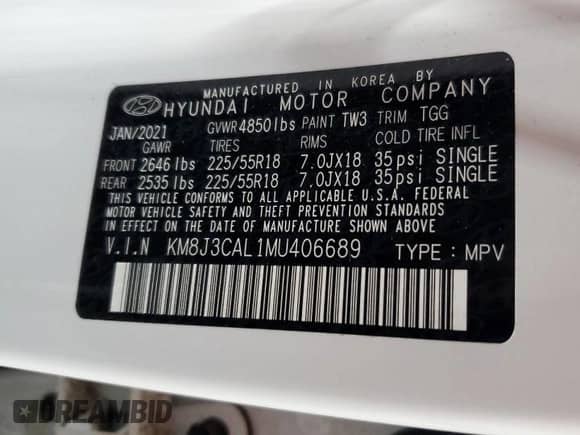 MANUFACTURED IN KOREA BY
HYUNDAI MOTOR COMPANY
JAN/2021 GVWR 4850lbs PAINT TW3 TRIM TGG
GAWR TIRES RIMS COLD TIRE INFL
FRONT 2646lbs 225/55R18 7.0JX18 35psi SINGLE
REAR 2535lbs 225/55R18 7.0JX18 35psi SINGLE
THIS VEHICLE CONFORMS TO ALL APPLICABLE U.S.A. FEDERAL
MOTOR VEHICLE SAFETY AND THEFT PREVENTION STANDARDS
IN EFFECT ON THE DATE OF MANUFACTURE SHOWN ABOVE
V.I.N KM8J3CAL1MU406689 TYPE: MPV
DREAMBID